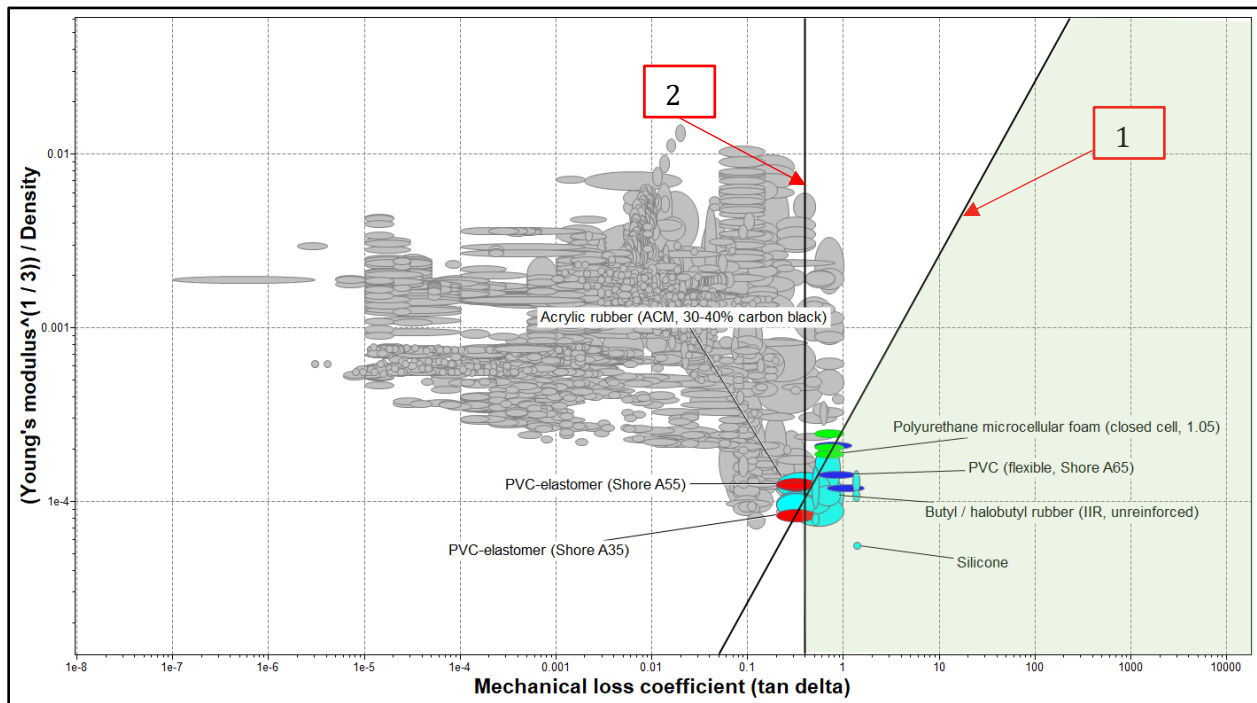 (Young's modulus^(1 / 3)) / Density
0.01
0.001
1e-4
2
1
Acrylic rubber (ACM, 30-40% carbon black)
Polyurethane microcellular foam (closed cell, 1.05)
PVC (flexible, Shore A65)
PVC-elastomer (Shore A55)
Butyl / halobutyl rubber (IIR, unreinforced)
PVC-elastomer (Shore A35)
Silicone
1e-8 1e-7 1e-6 1e-5 1e-4 0.001 0.01 0.1 1 10 100 1000 10000
Mechanical loss coefficient (tan delta)